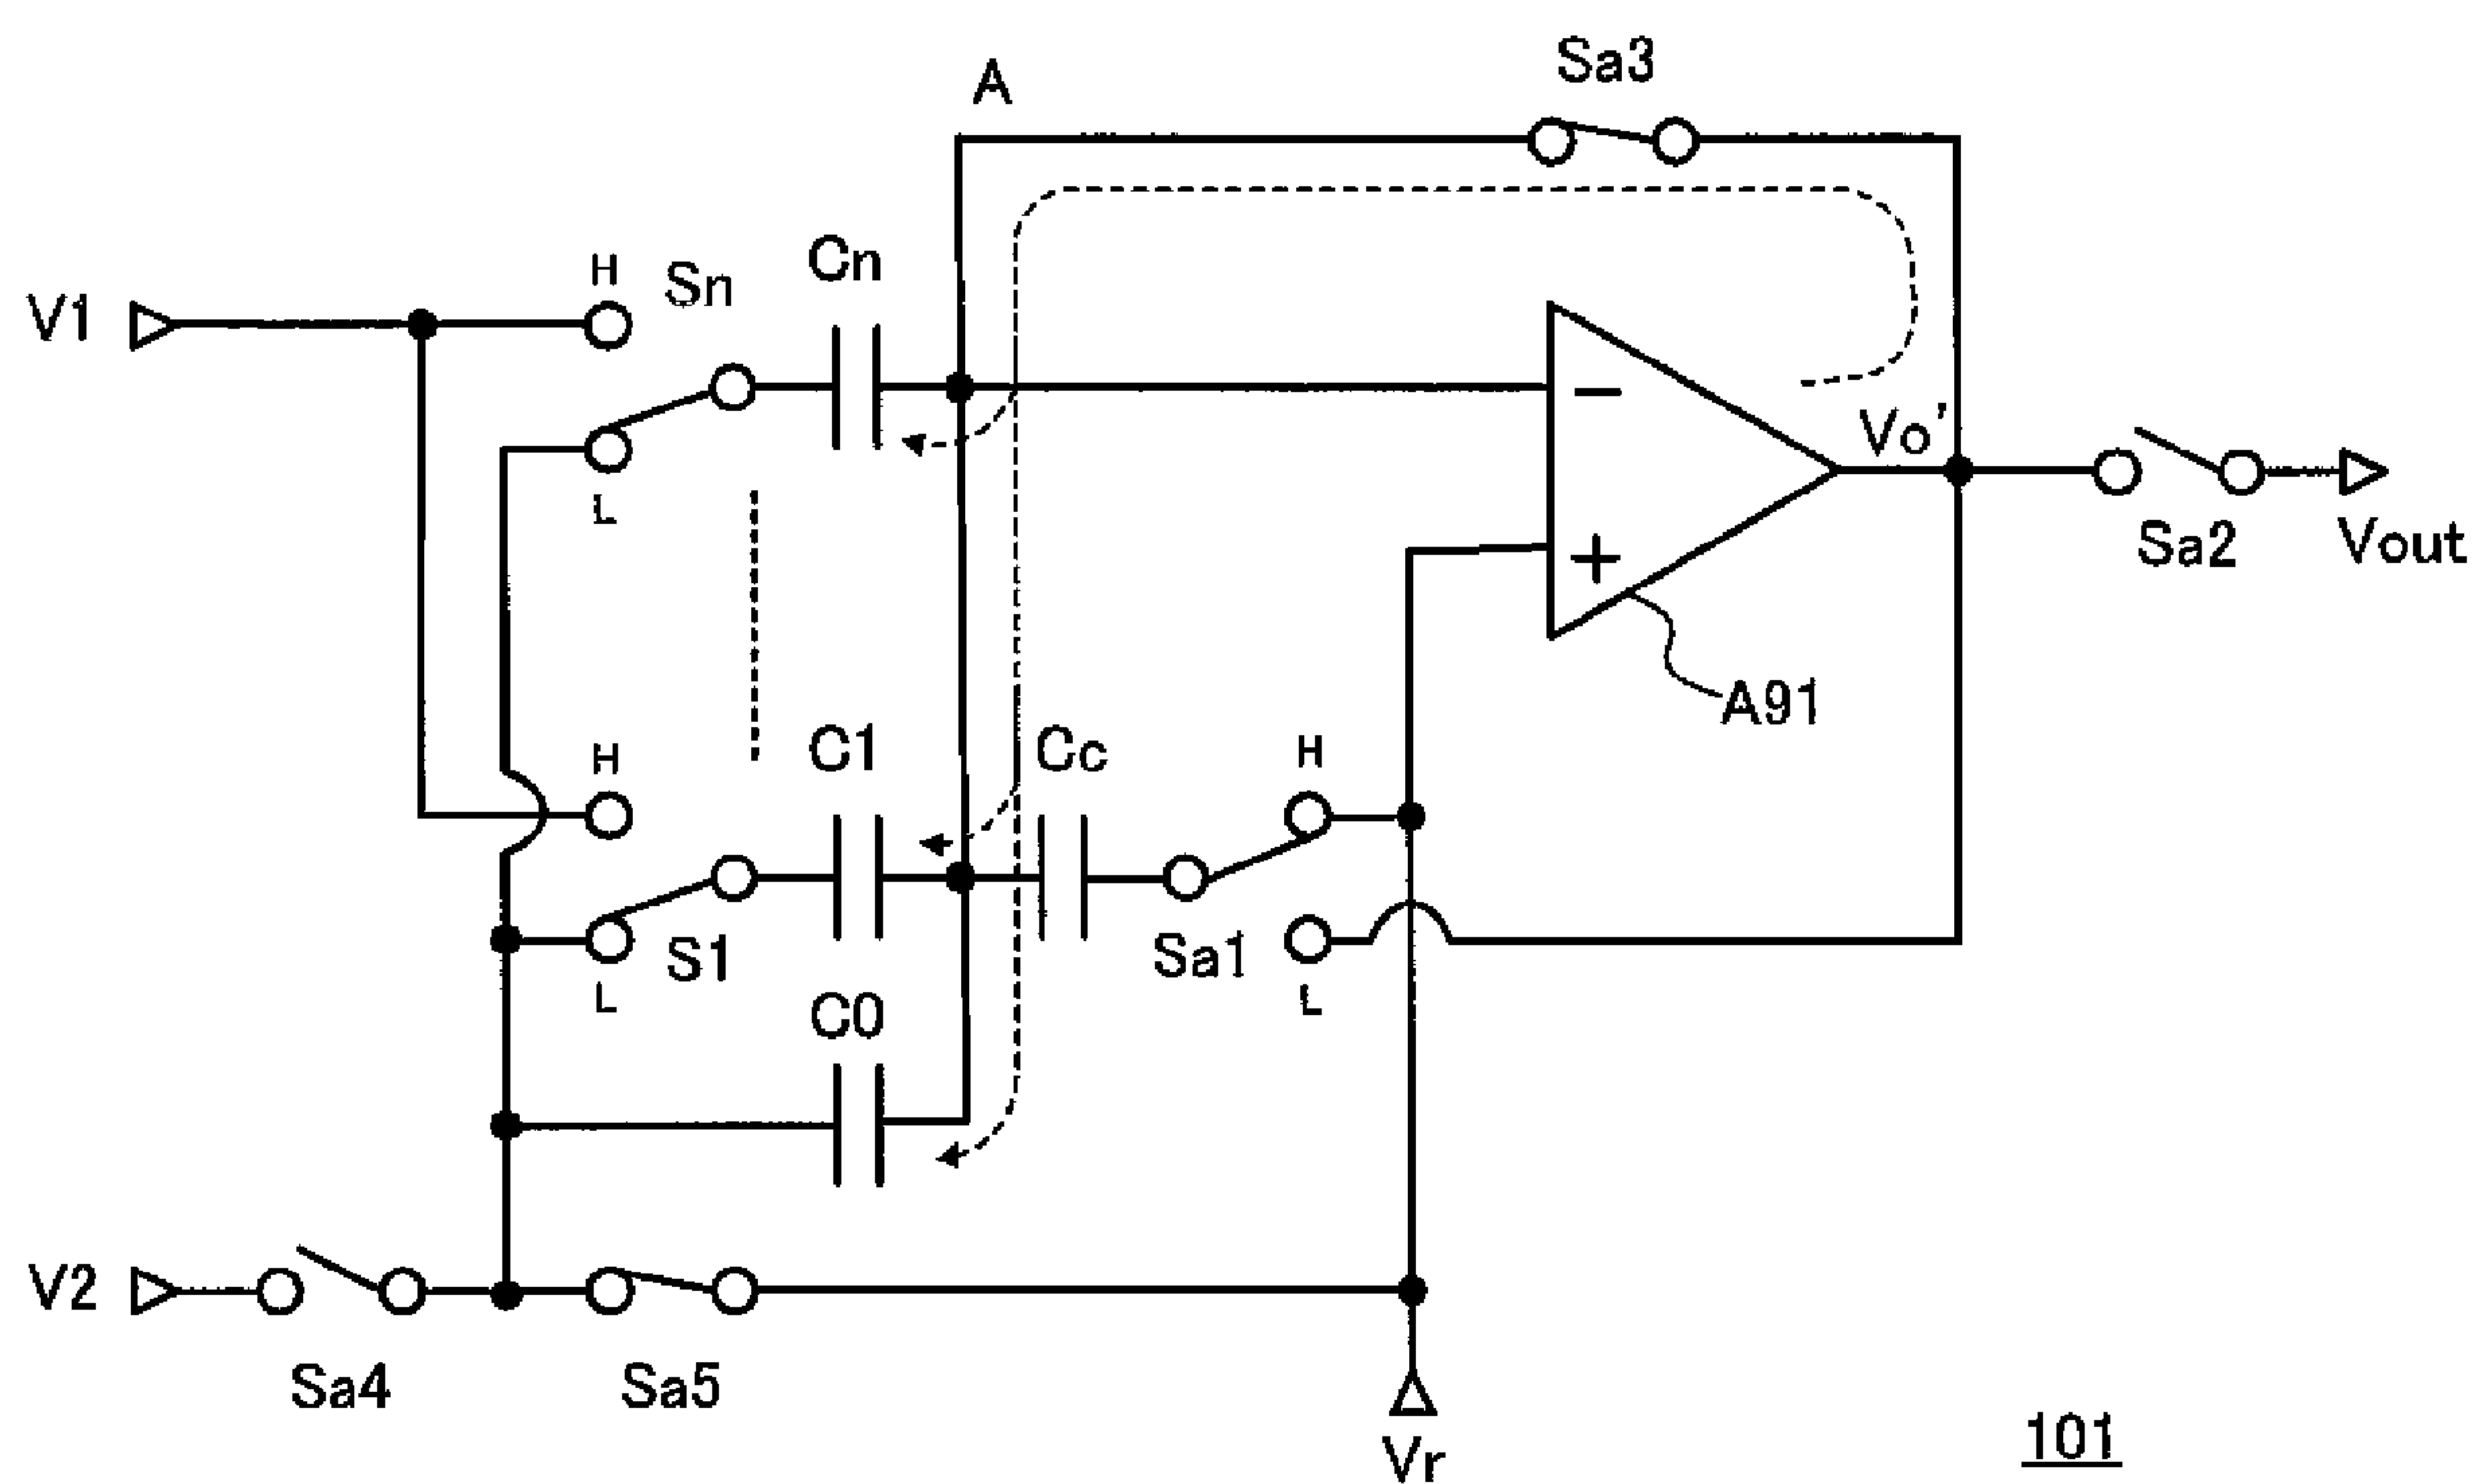 A
Sa3
V1
H
Sn
Cn
L
−
+
Vo'
Sa2
Vout
A91
H
C1
Cc
H
L
S1
Sa1
L
C0
V2
Sa4
Sa5
Vr
101